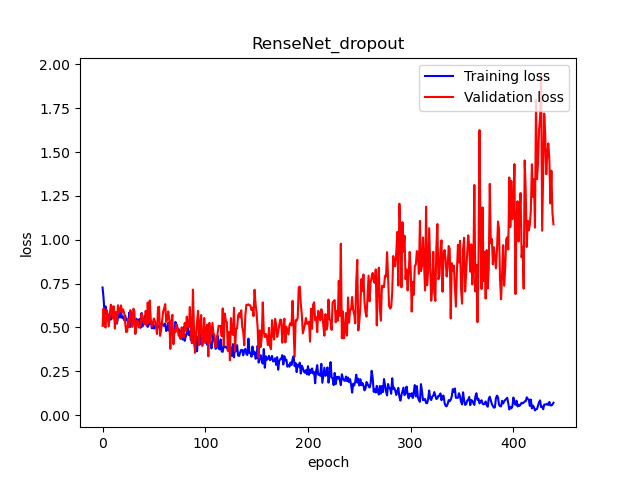 RenseNet_dropout
2.00
1.75
1.50
1.25
1.00
0.75
0.50
0.25
0.00
loss
Training loss
Validation loss
0 100 200 300 400
epoch